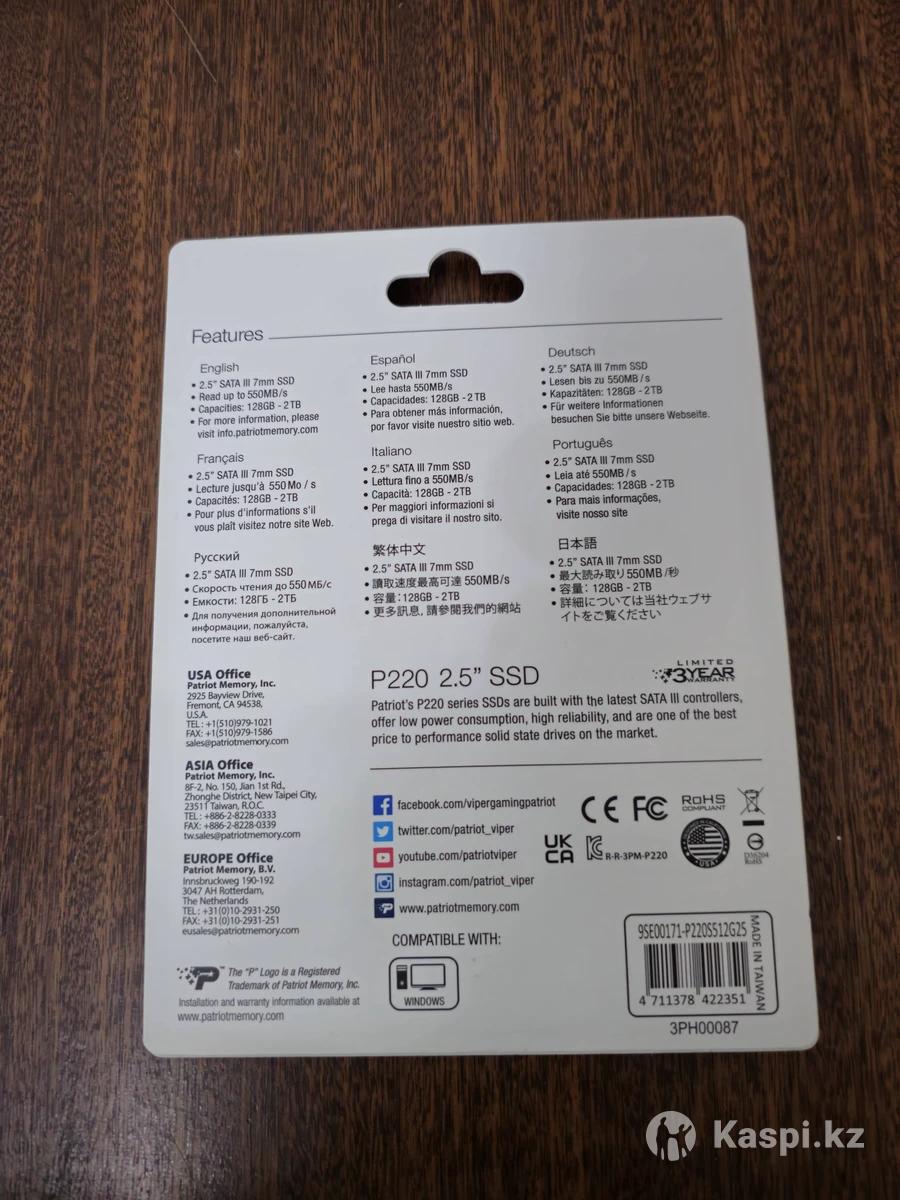 Features
English
• 2.5" SATA III 7mm SSD
• Read up to 550MB/s
• Capacities: 128GB - 2TB
• For more information, please
visit info.patriotmemory.com
Español
• 2.5" SATA III 7mm SSD
• Lee hasta 550MB/s
• Capacidades: 128GB - 2TB
• Para obtener más información,
por favor visite nuestro sitio web.
Deutsch
• 2.5" SATA III 7mm SSD
• Lesen bis zu 550MB/s
• Kapazitäten: 128GB - 2TB
• Für weitere Informationen
besuchen Sie bitte unsere Webseite.
Français
• 2.5" SATA III 7mm SSD
• Lecture jusqu'à 550Mo / s
• Capacités: 128GB - 2TB
• Pour plus d'informations s'il
vous plaît visitez notre site Web.
Italiano
• 2.5" SATA III 7mm SSD
• Lettura fino a 550MB/s
• Capacità: 128GB - 2TB
• Per maggiori informazioni si
prega di visitare il nostro sito.
Português
• 2.5" SATA III 7mm SSD
• Leia até 550MB/s
• Capacidades: 128GB - 2TB
• Para mais informações,
visite nosso site
Русский
• 2.5" SATA III 7mm SSD
• Скорость чтения до 550 МБ/с
• Емкости: 128ГБ - 2ТБ
• Для получения дополнительной
информации, пожалуйста,
посетите наш веб-сайт.
繁体中文
• 2.5" SATA III 7mm SSD
• 讀取速度最高可達 550MB/s
• 容量：128GB - 2TB
• 更多訊息, 請參閱我們的網站
日本語
• 2.5" SATA III 7mm SSD
• 最大読み取り550MB/秒
• 容量： 128GB - 2TB
• 詳細については当社ウェブサ
イトをご覧ください
USA Office
Patriot Memory, Inc.
2925 Bayview Drive,
Fremont, CA 94538,
U.S.A.
TEL : +1(510)979-1021
FAX: +1(510)979-1586
sales@patriotmemory.com
ASIA Office
Patriot Memory, Inc.
8F-2, No. 150, Jian 1st Rd.,
Zhonghe District, New Taipei City,
23511 Taiwan, R.O.C.
TEL : +886-2-8228-0333
FAX: +886-2-8228-0339
tw.sales@patriotmemory.com
EUROPE Office
Patriot Memory, B.V.
Innsbruckweg 190-192
3047 AH Rotterdam,
The Netherlands
TEL : +31(0)10-2931-250
FAX: +31(0)10-2931-251
eusales@patriotmemory.com
P™ The "P" Logo is a Registered
Trademark of Patriot Memory, Inc.
Installation and warranty information available at
www.patriotmemory.com
P220 2.5" SSD
LIMITED
3YEAR
WARRANTY
Patriot's P220 series SSDs are built with the latest SATA III controllers,
offer low power consumption, high reliability, and are one of the best
price to performance solid state drives on the market.
facebook.com/vipergamingpatriot
twitter.com/patriot_viper
youtube.com/patriotviper
instagram.com/patriot_viper
www.patriotmemory.com
CE FC RoHS
COMPLIANT
UK
CA
R-R-3PM-P220
USA
D36204
RoHS
COMPATIBLE WITH:
WINDOWS
9SE00171-P220S512G25
4 711378 422351
MADE IN TAIWAN
3PH00087
Kaspi.kz